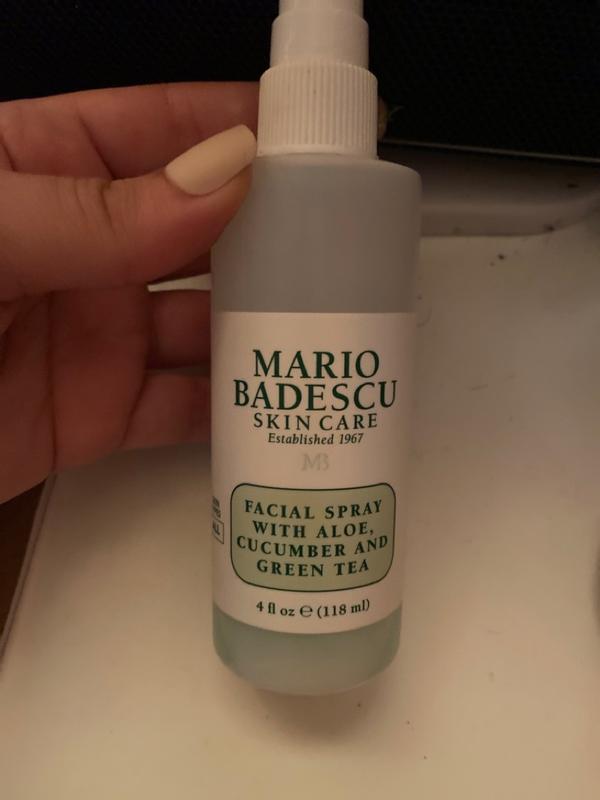 MARIO
BADESCU
SKIN CARE
Established 1967
MB
FACIAL SPRAY
WITH ALOE,
CUCUMBER AND
GREEN TEA
4 fl oz ℮ (118 ml)